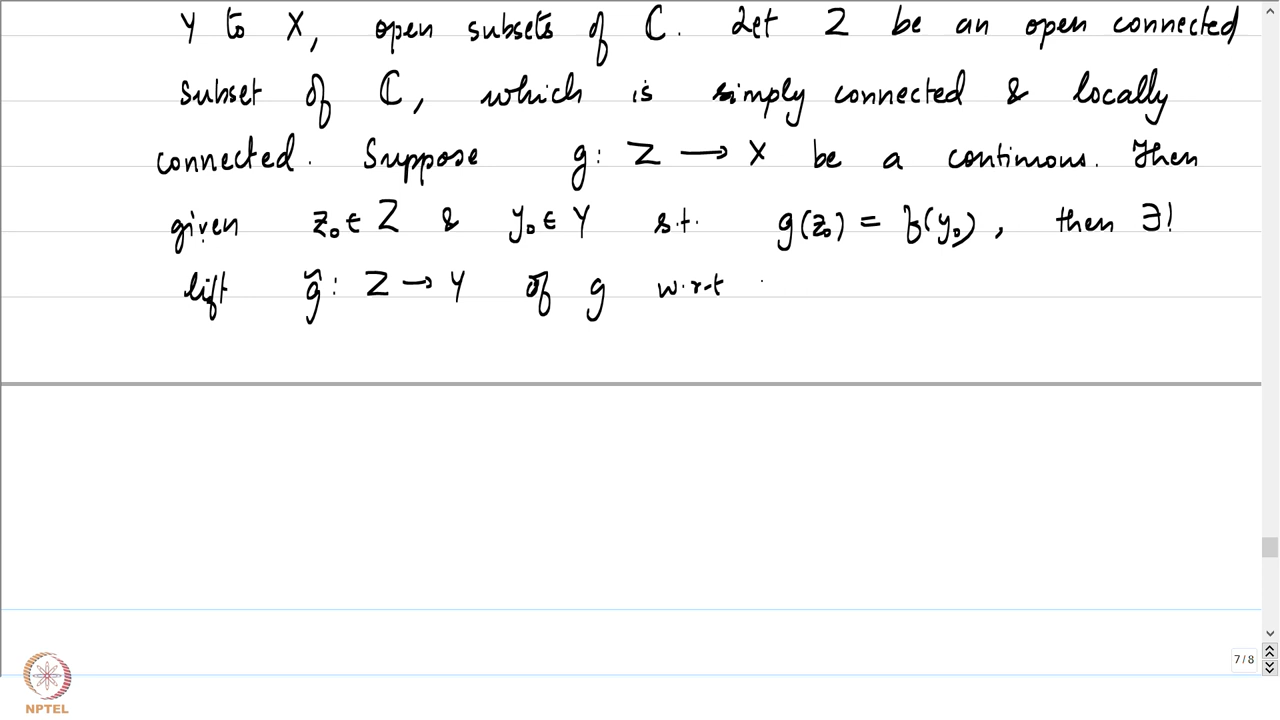 Y to X, open subsets of ℂ. Let Z be an open connected
subset of ℂ, which is simply connected & locally
connected. Suppose g: Z → X be a continous. Then
given z₀ ∈ Z & y₀ ∈ Y s.t. g(z₀) = f(y₀), then ∃!
lift g̃: Z → Y of g w.r.t
7 / 8
NPTEL